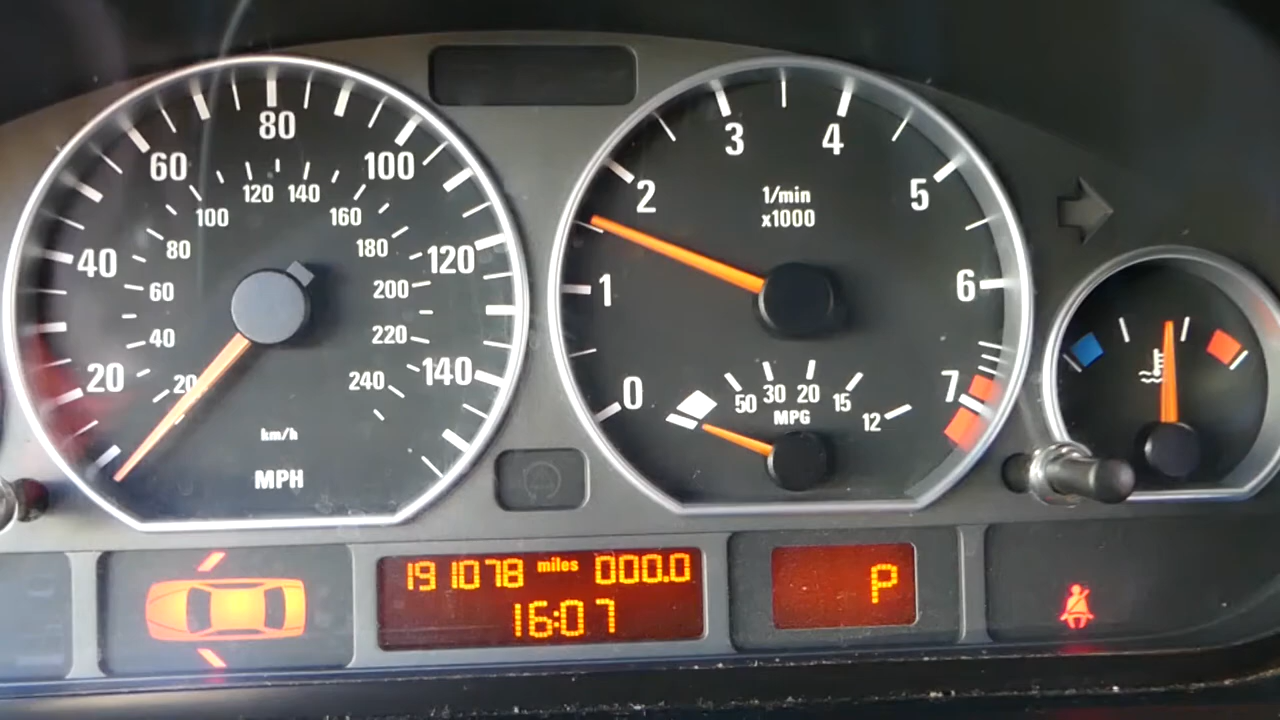 20 40 60 80 100 120 140
20 40 60 80 100 120 140 160 180 200 220 240
km/h
MPH
0 1 2 3 4 5 6 7
1/min
x1000
50 30 20 15 12
MPG
191078 miles 000.0
16:07
P